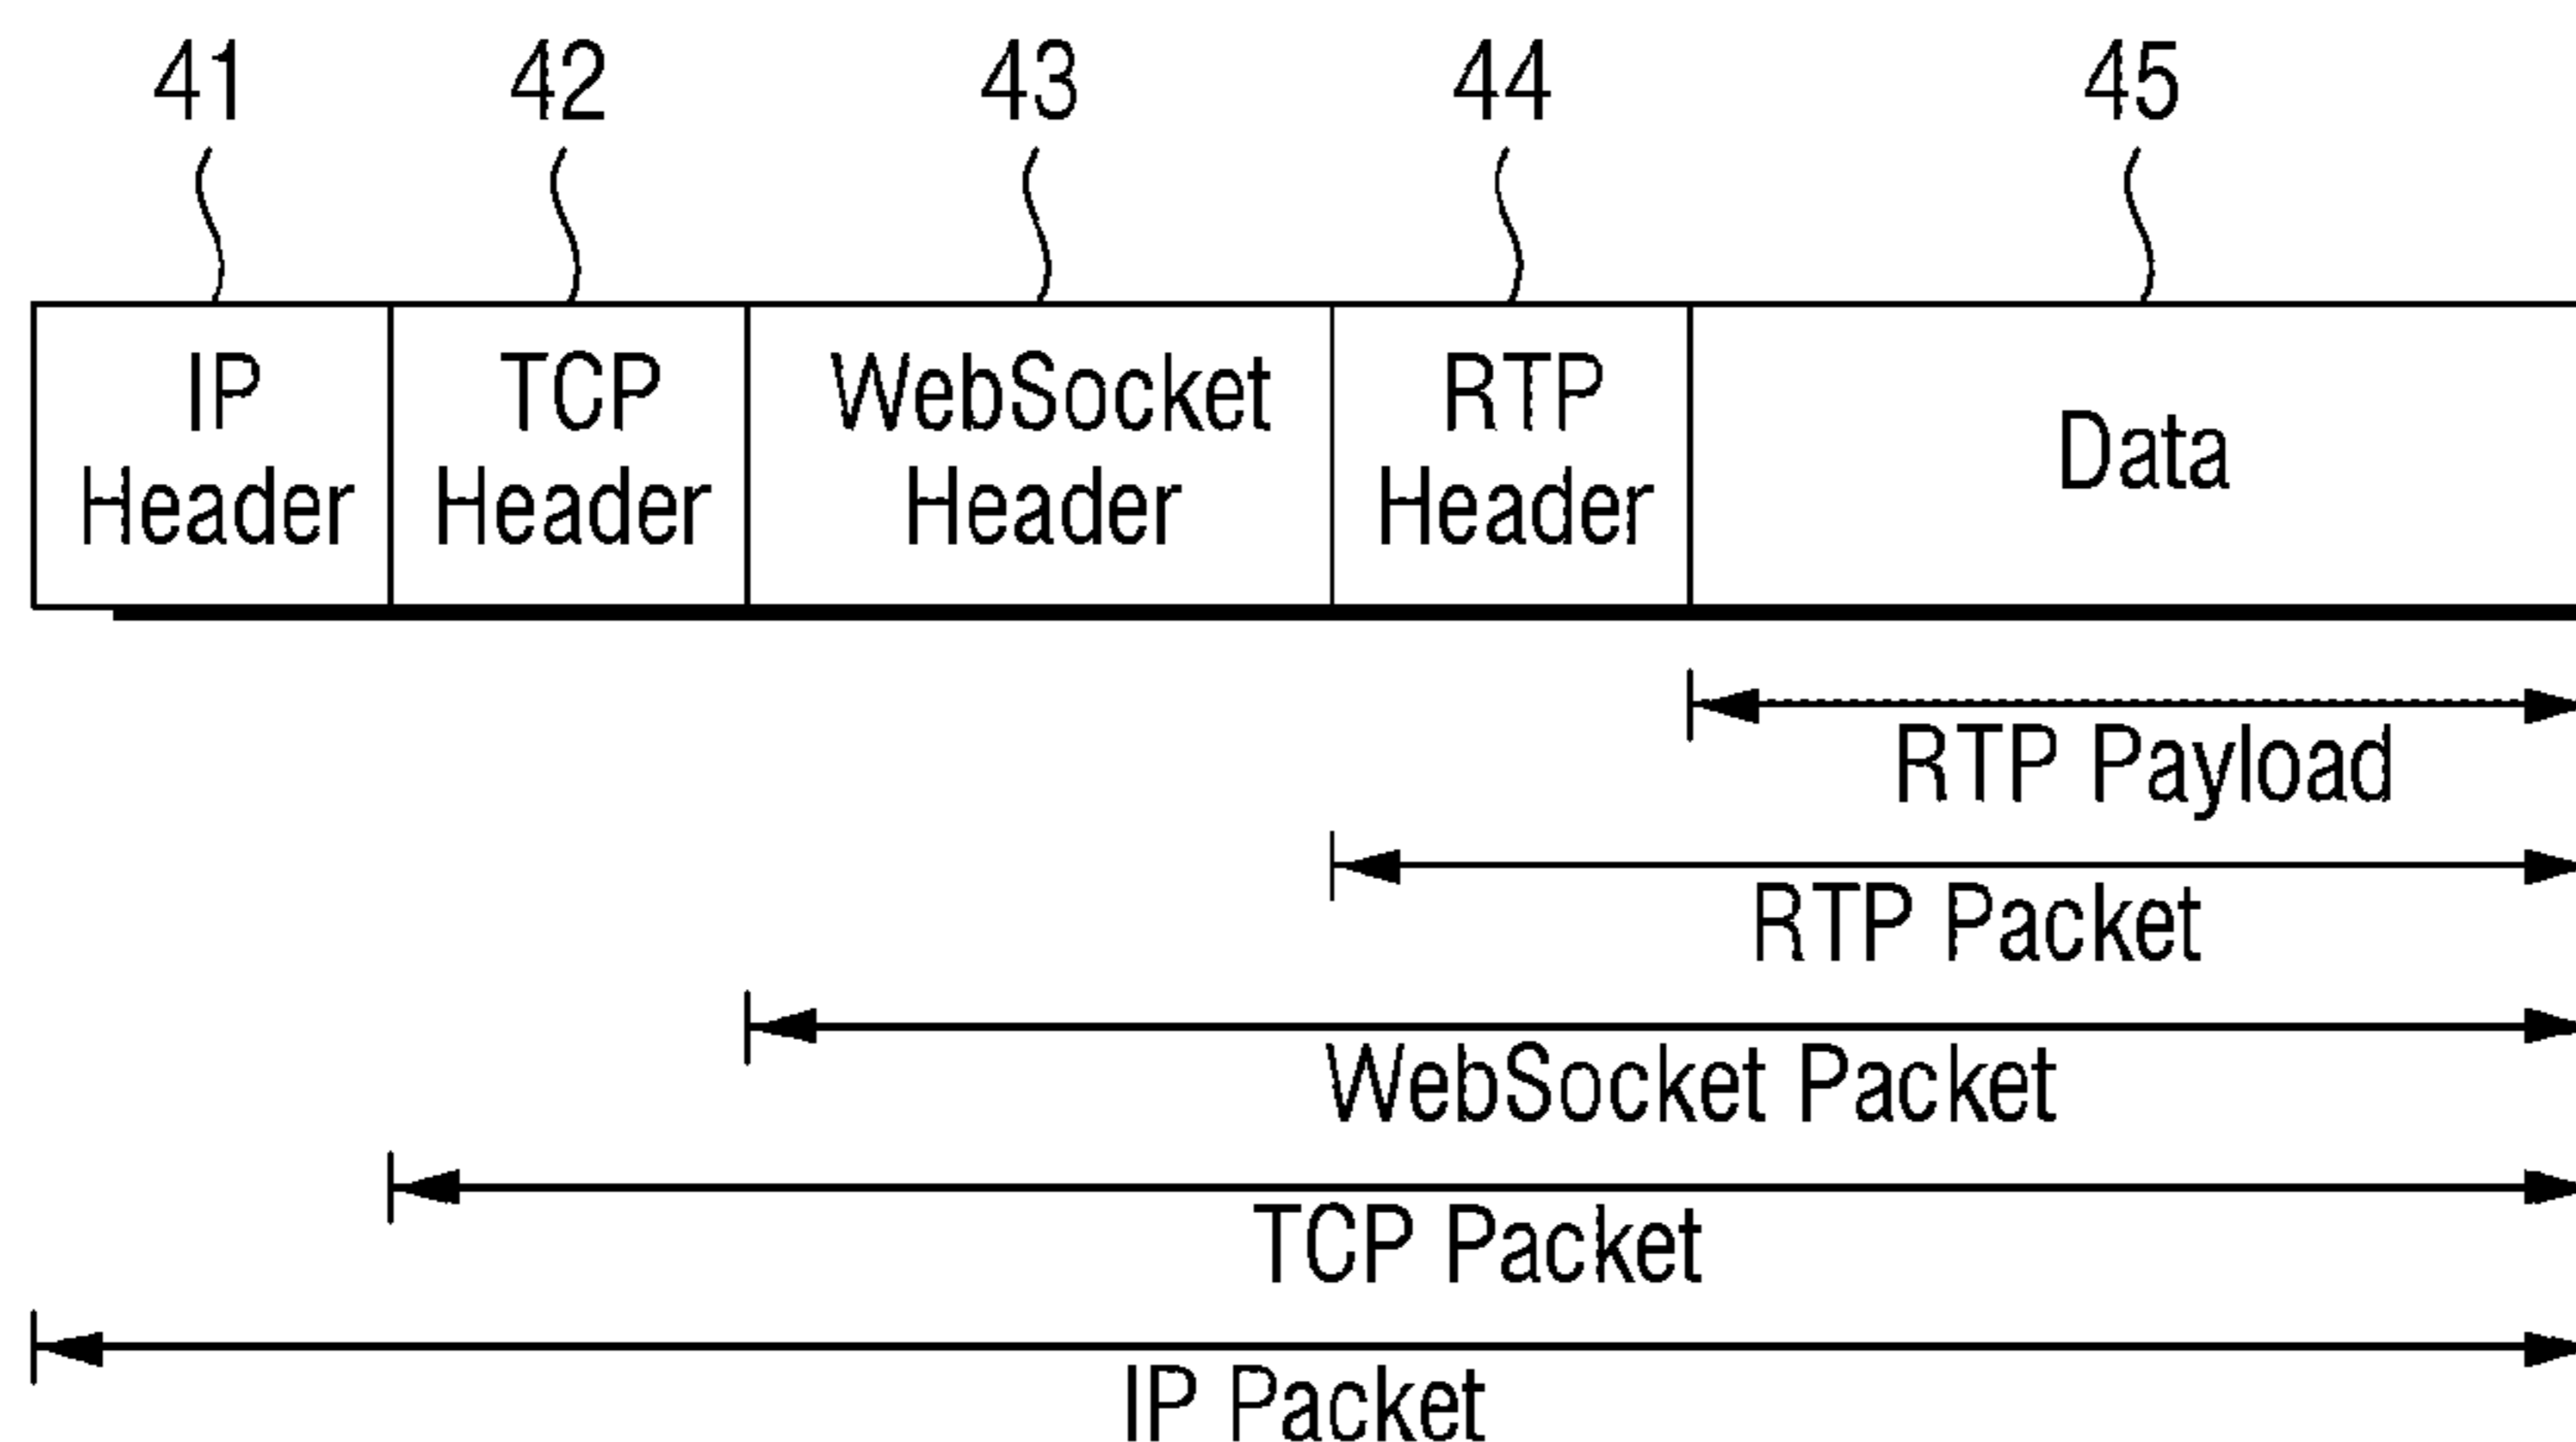 41 42 43 44 45
IP TCP WebSocket RTP Data
Header Header Header Header
RTP Payload
RTP Packet
WebSocket Packet
TCP Packet
IP Packet